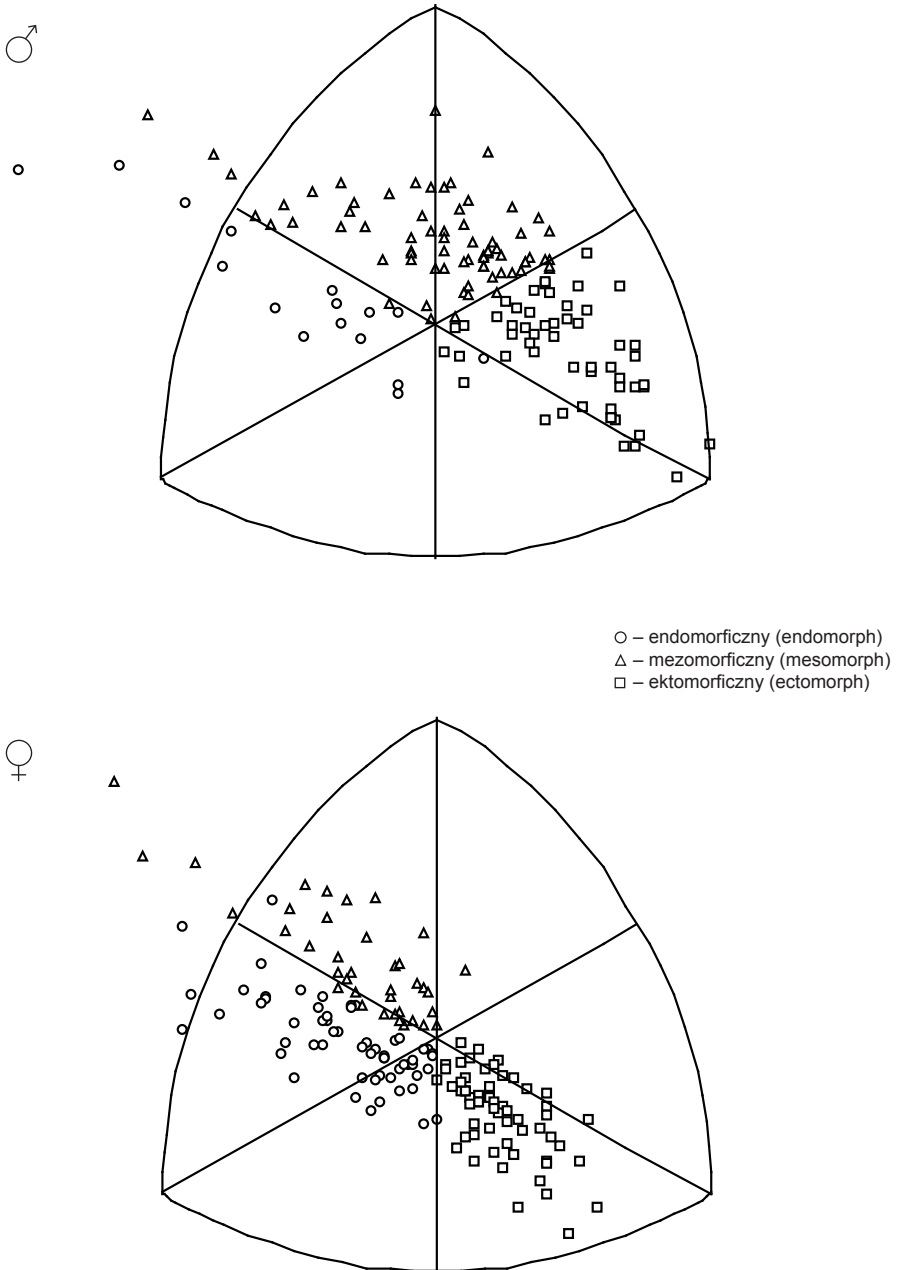 ♂
○ – endomorficzny (endomorph)
△ – mezomorficzny (mesomorph)
□ – ektomorficzny (ectomorph)
♀